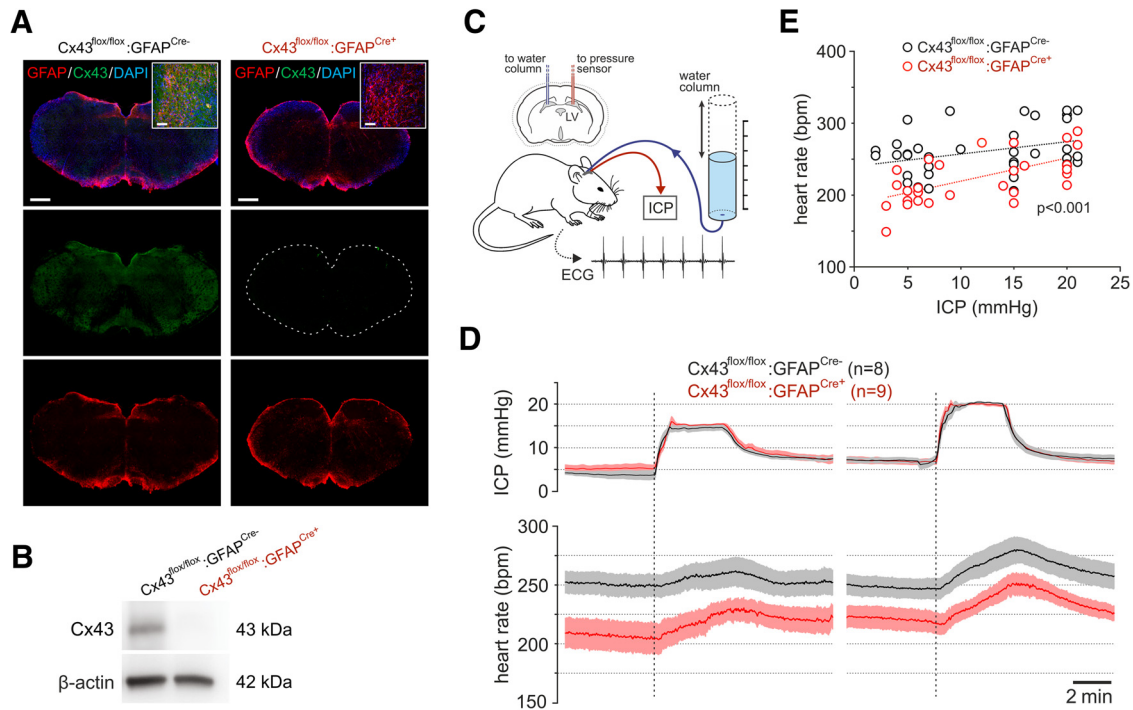 A
Cx43flox/flox:GFAPCre-
Cx43flox/flox:GFAPCre+
GFAP/Cx43/DAPI
GFAP/Cx43/DAPI
B
Cx43flox/flox:GFAPCre-
Cx43flox/flox:GFAPCre+
Cx43
43 kDa
β-actin
42 kDa
C
to water
column
to pressure
sensor
LV
water
column
ICP
ECG
E
Cx43flox/flox:GFAPCre-
Cx43flox/flox:GFAPCre+
heart rate (bpm)
400
300
200
100
p<0.001
0 5 10 15 20 25
ICP (mmHg)
D
Cx43flox/flox:GFAPCre- (n=8)
Cx43flox/flox:GFAPCre+ (n=9)
ICP (mmHg)
20
15
10
5
0
heart rate (bpm)
300
250
200
150
2 min